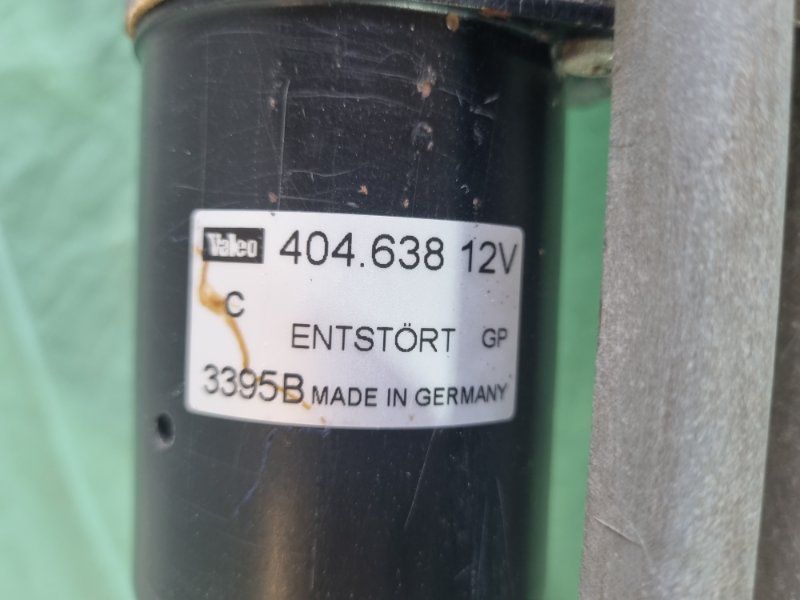 Valeo 404.638 12V
C
ENTSTÖRT GP
3395B MADE IN GERMANY